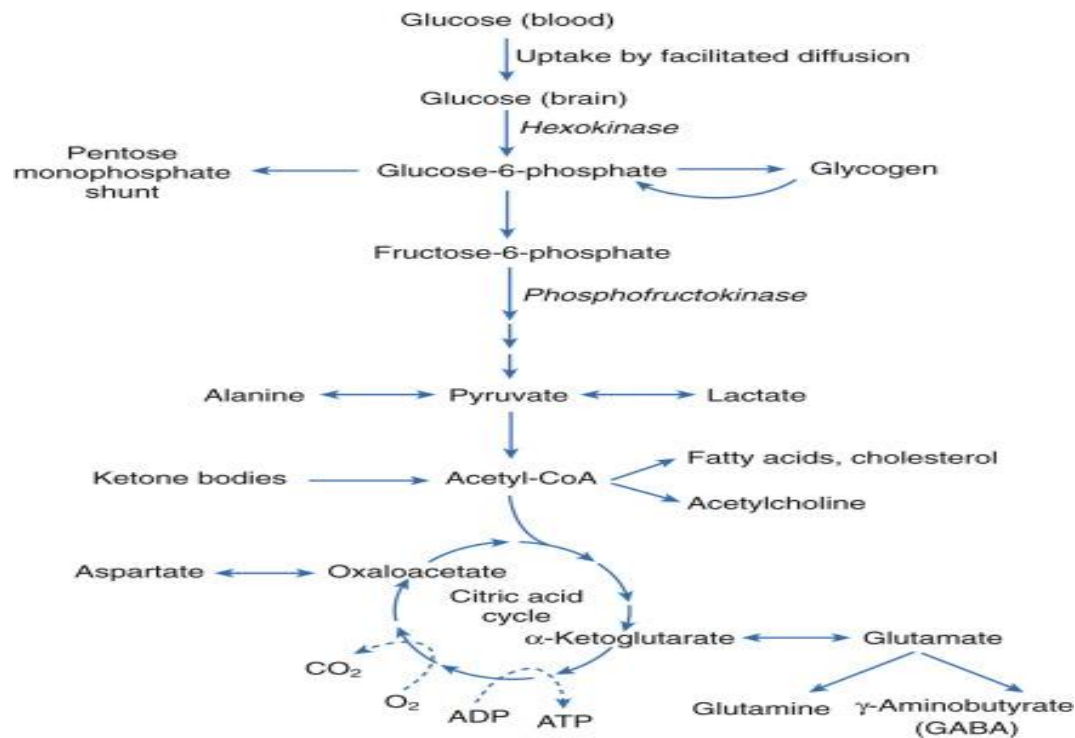 Glucose (blood)
Uptake by facilitated diffusion
Glucose (brain)
Hexokinase
Pentose
monophosphate
shunt
Glucose-6-phosphate
Glycogen
Fructose-6-phosphate
Phosphofructokinase
Alanine
Pyruvate
Lactate
Ketone bodies
Acetyl-CoA
Fatty acids, cholesterol
Acetylcholine
Aspartate
Oxaloacetate
Citric acid
cycle
α-Ketoglutarate
Glutamate
CO₂
O₂
ADP
ATP
Glutamine
γ-Aminobutyrate
(GABA)